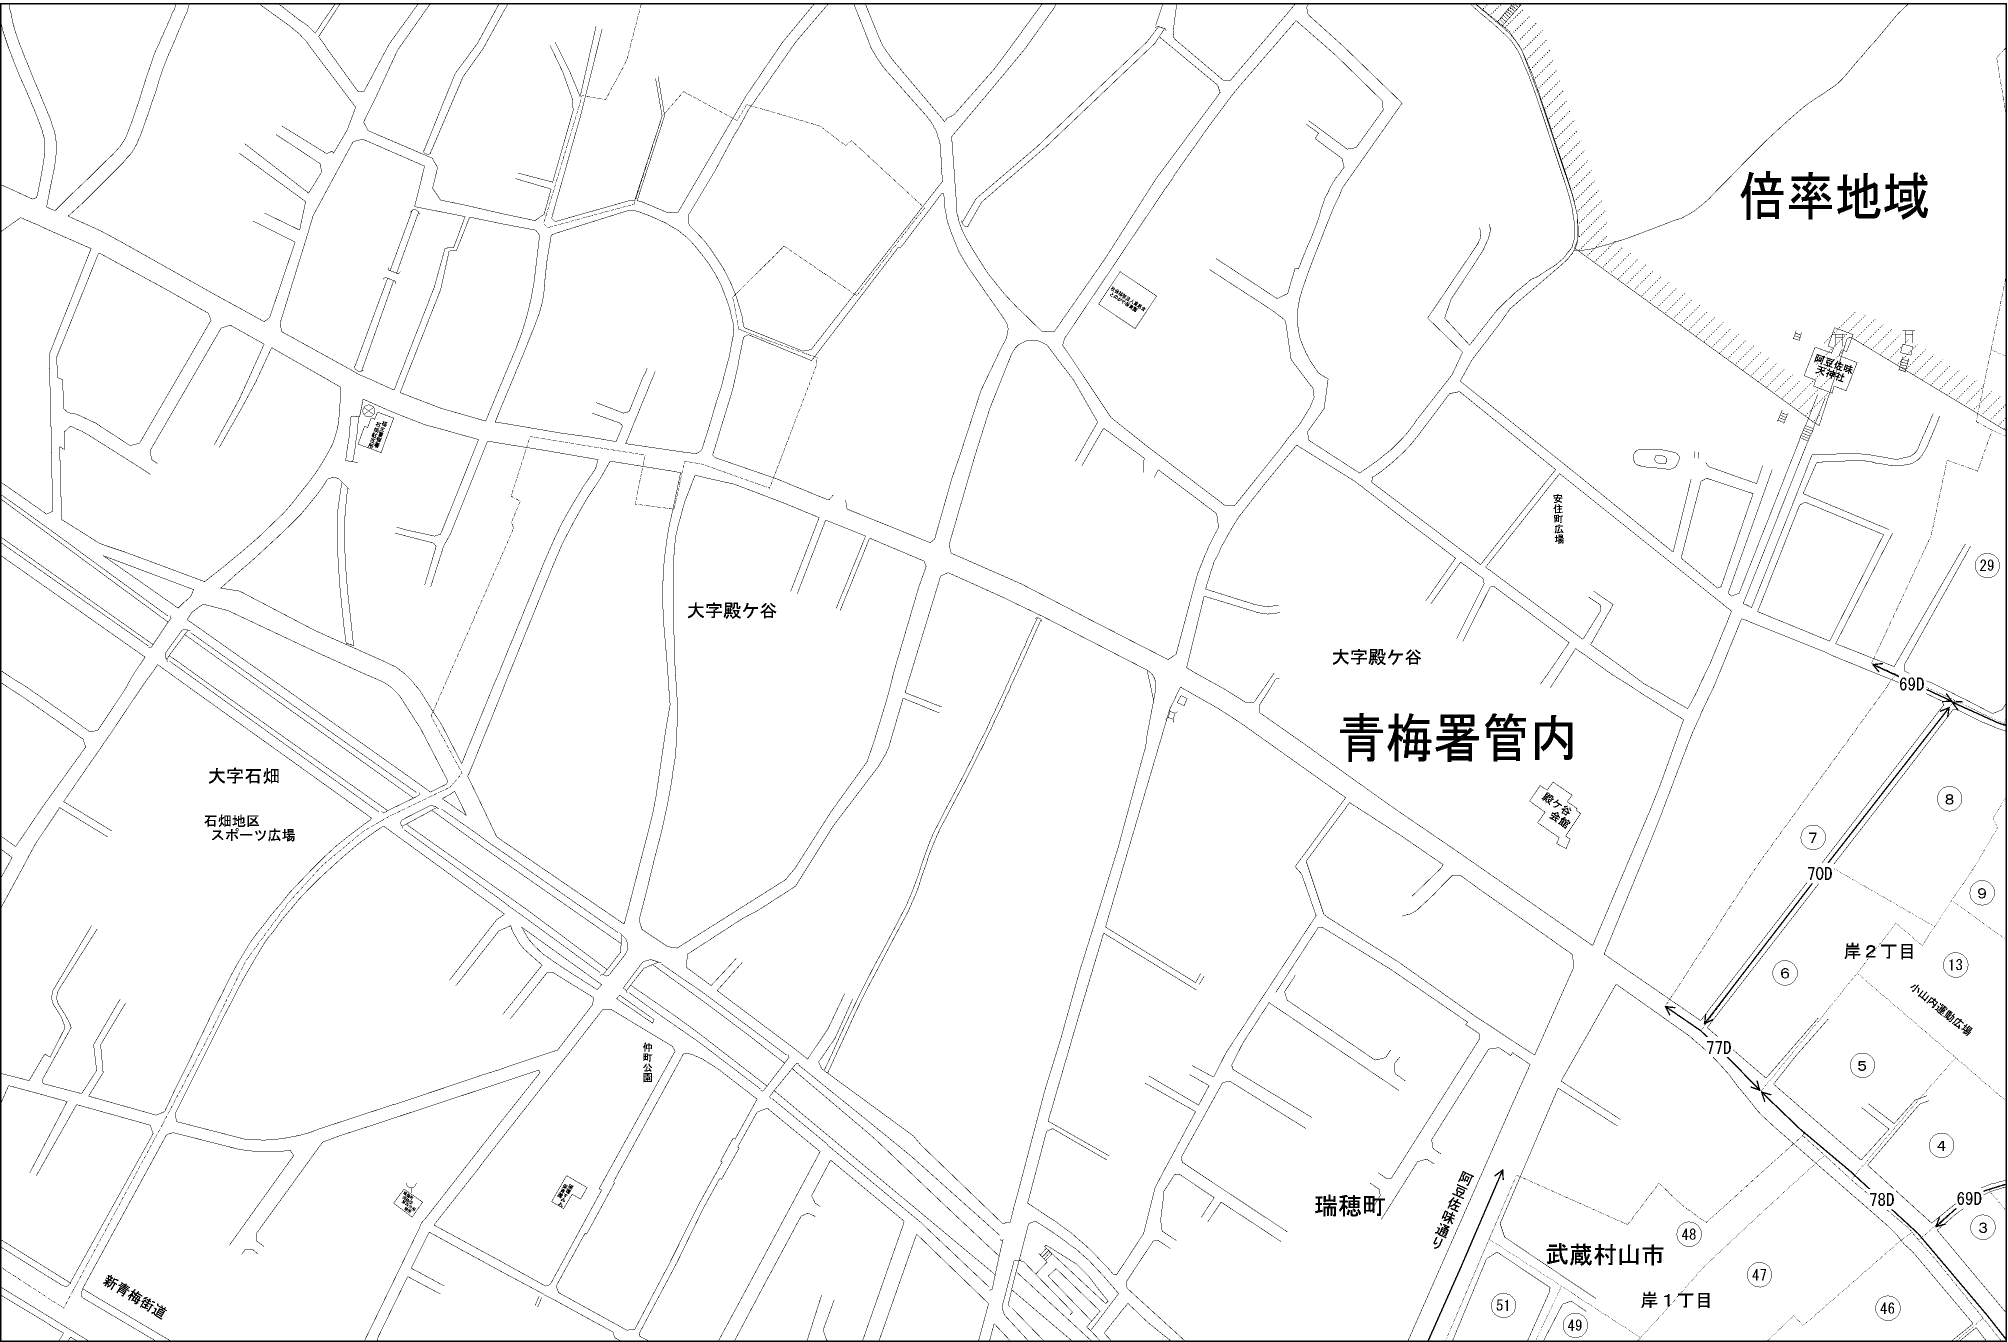 倍率地域
阿豆佐味
天神社
安住町広場
29
大字殿ケ谷
大字殿ケ谷
69D
青梅署管内
大字石畑
石畑地区
スポーツ広場
殿ケ谷
会館
8
7
70D
9
岸2丁目
6
13
小山内運動広場
77D
仲町公園
5
4
瑞穂町
阿豆佐味通り
78D
69D
3
48
武蔵村山市
47
岸1丁目
新青梅街道
51
49
46